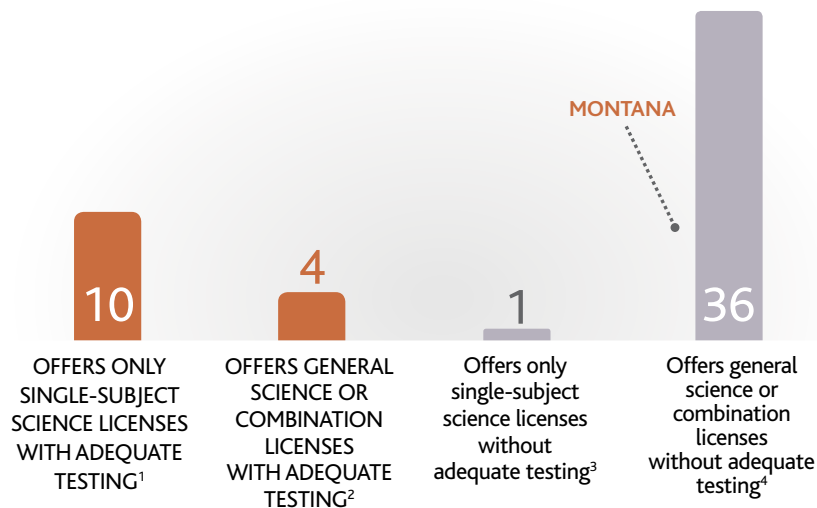 MONTANA
10
4
1
36
OFFERS ONLY
SINGLE-SUBJECT
SCIENCE LICENSES
WITH ADEQUATE
TESTING¹
OFFERS GENERAL
SCIENCE OR
COMBINATION
LICENSES
WITH ADEQUATE
TESTING²
Offers only
single-subject
science licenses
without
adequate testing³
Offers general
science or
combination
licenses
without adequate
testing⁴